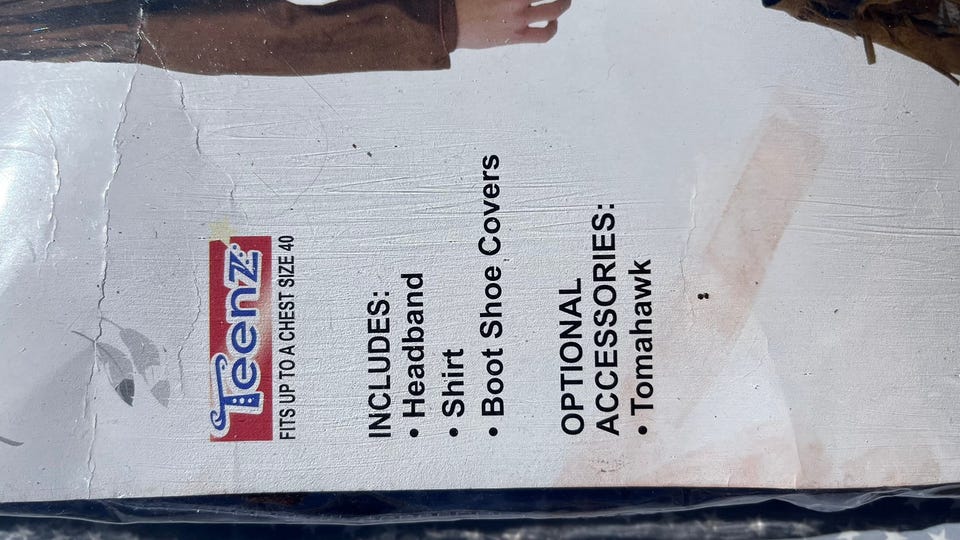 Teenz
FITS UP TO A CHEST SIZE 40
INCLUDES:
• Headband
• Shirt
• Boot Shoe Covers
OPTIONAL
ACCESSORIES:
• Tomahawk